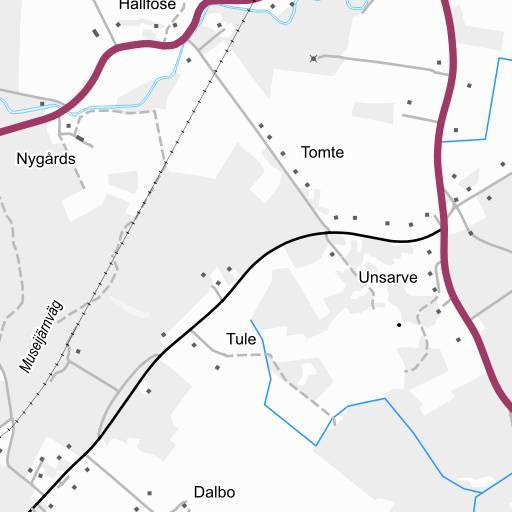 Hallfose
Tomte
Nygårds
Unsarve
Museijärnväg
Tule
Dalbo